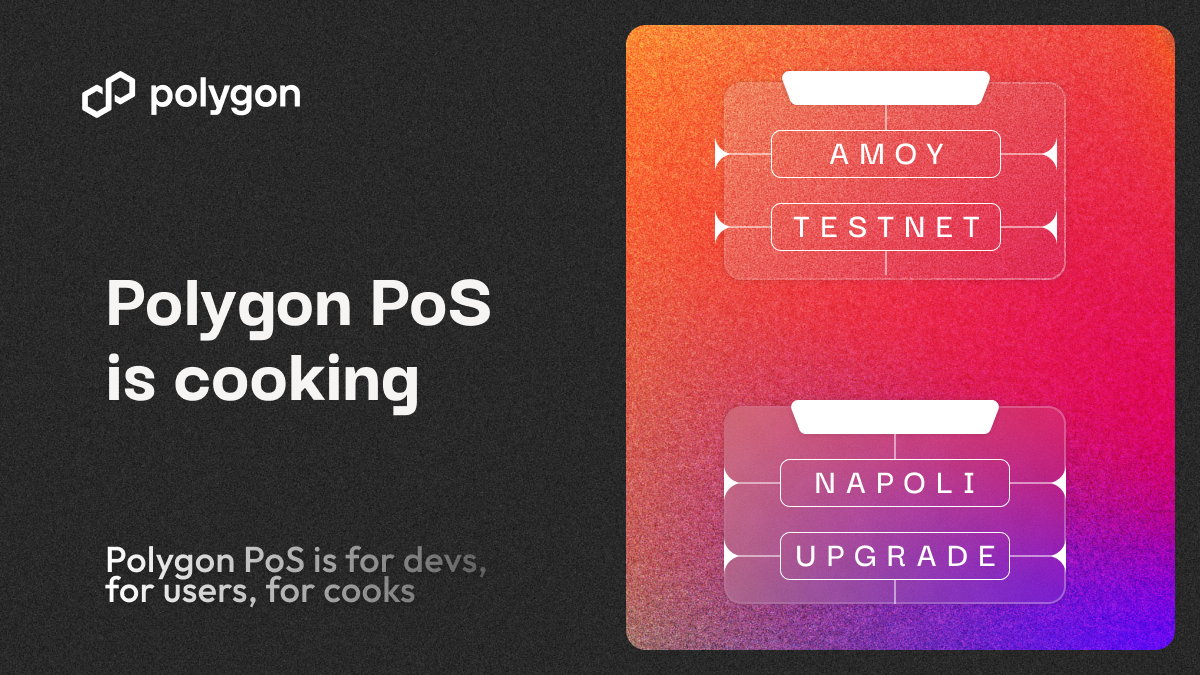 polygon
Polygon PoS
is cooking
Polygon PoS is for devs,
for users, for cooks
AMOY
TESTNET
NAPOLI
UPGRADE